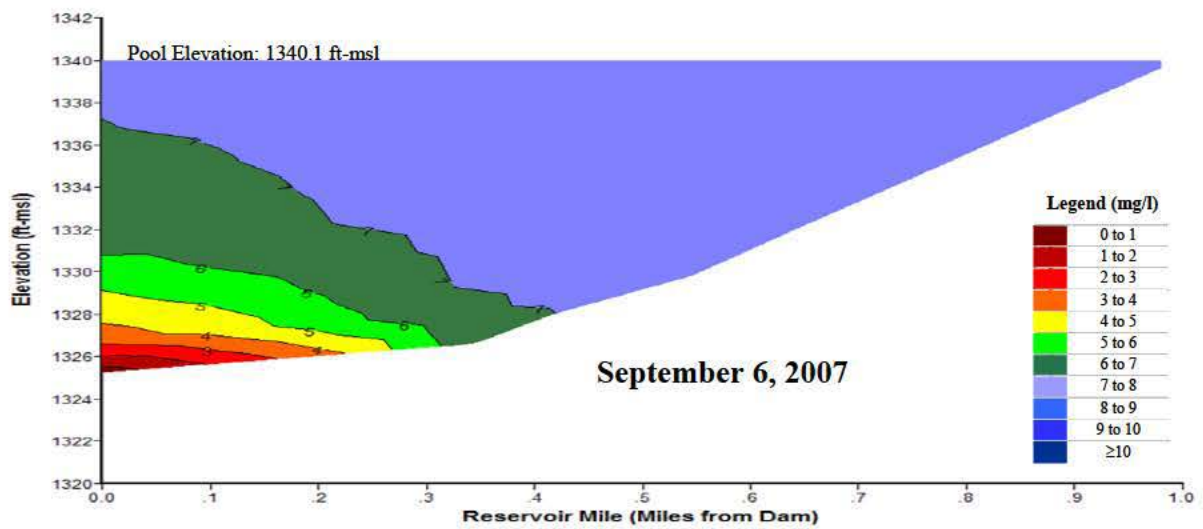 Pool Elevation: 1340.1 ft-msl
1342
1340
1338
1336
1334
1332
1330
1328
1326
1324
1322
1320
Elevation (ft-msl)
7
7
7
7
6
5
6
7
5
5
4
4
3
September 6, 2007
Legend (mg/l)
0 to 1
1 to 2
2 to 3
3 to 4
4 to 5
5 to 6
6 to 7
7 to 8
8 to 9
9 to 10
≥10
0.0 .1 .2 .3 .4 .5 .6 .7 .8 .9 1.0
Reservoir Mile (Miles from Dam)